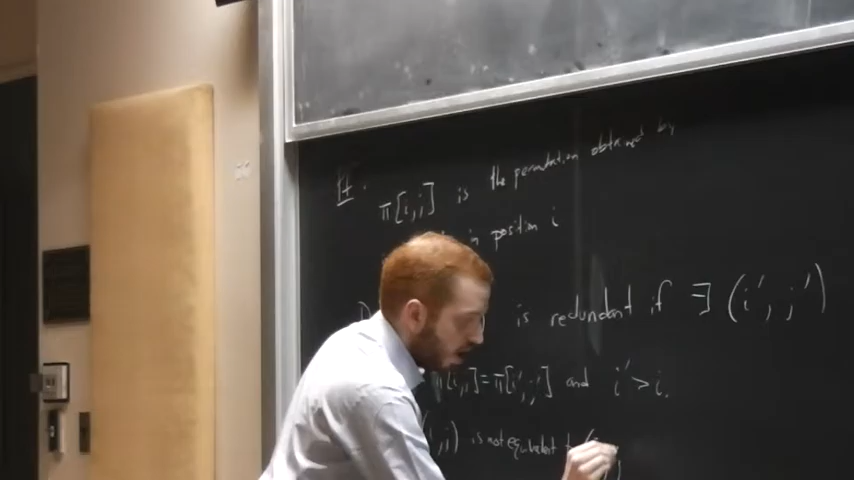 π[i,j] is the permutation obtained by
in position i
is redundant if ∃ (i', j')
π[i,j] = π[i',j'] and i' > i.
is not equivalent to